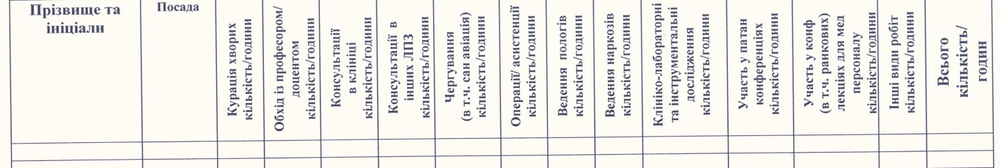 Прізвище та
ініціали
Посада
Курація хворих
кількість/години
Обхід із професором/
доцентом
кількість/години
Консультації
в клініці
кількість/години
Консультації в
інших ЛПЗ
кількість/години
Чергування
(в т.ч. сан авіація)
кількість/години
Операції/ асистенції
кількість/години
Ведення пологів
кількість/години
Ведення наркозів
кількість/години
Клініко-лабораторні
та інструментальні
дослідження
кількість/години
Участь у патан
конференціях
кількість/години
Участь у конф
(в т.ч. ранкових)
лекціях для мед
персоналу
кількість/години
Інші види робіт
кількість/години
Всього
кількість/
годин